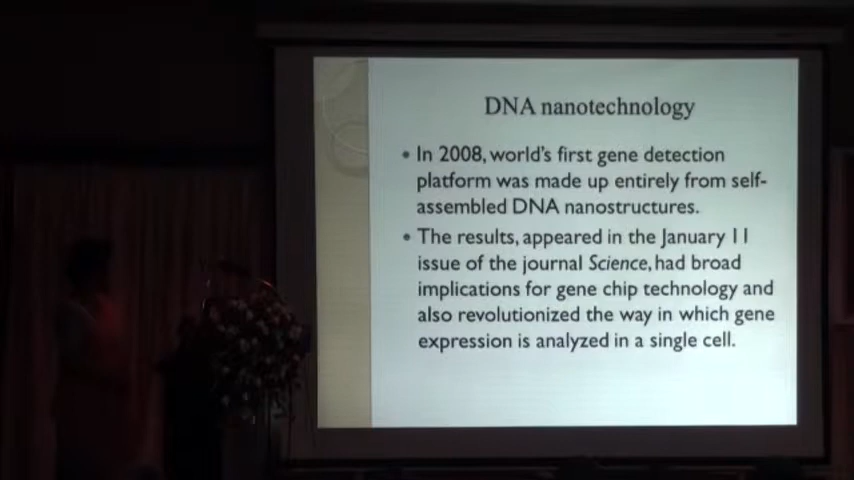 DNA nanotechnology
• In 2008, world's first gene detection
platform was made up entirely from self-
assembled DNA nanostructures.
• The results, appeared in the January 11
issue of the journal Science, had broad
implications for gene chip technology and
also revolutionized the way in which gene
expression is analyzed in a single cell.